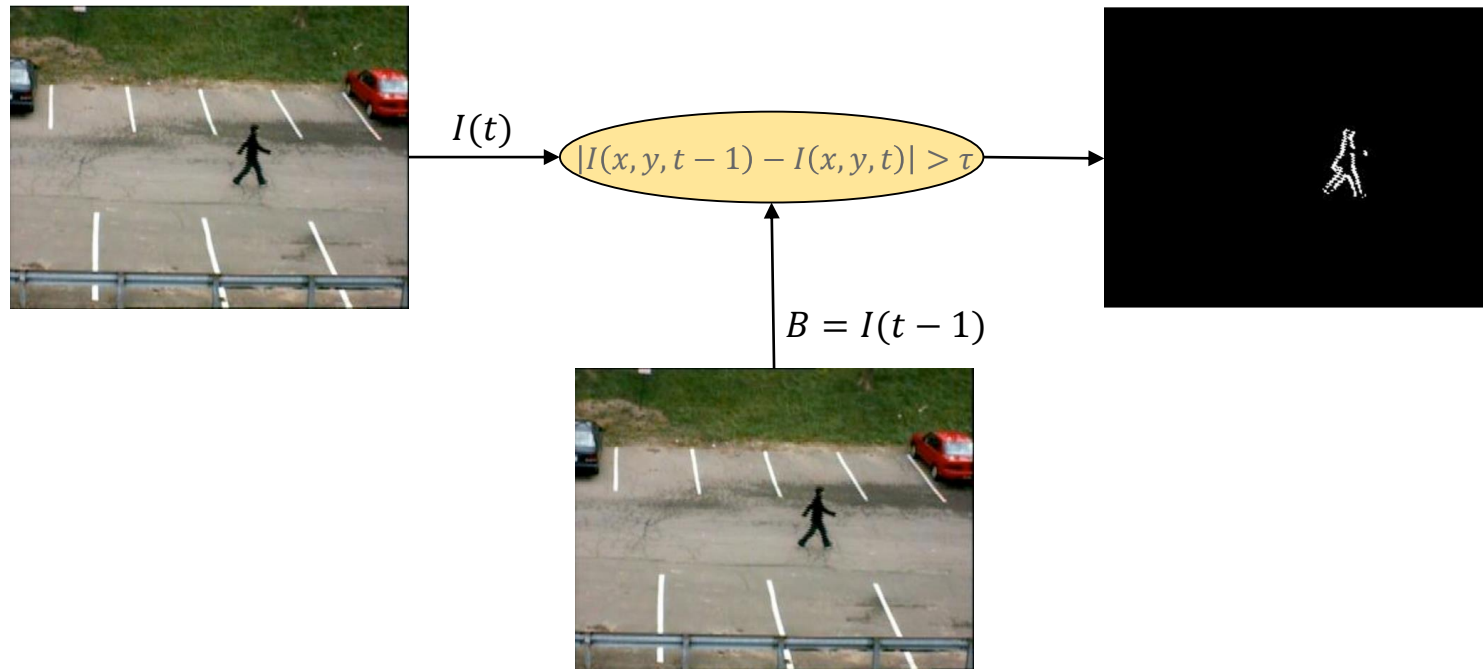 I(t)
|I(x, y, t − 1) − I(x, y, t)| > τ
B = I(t − 1)